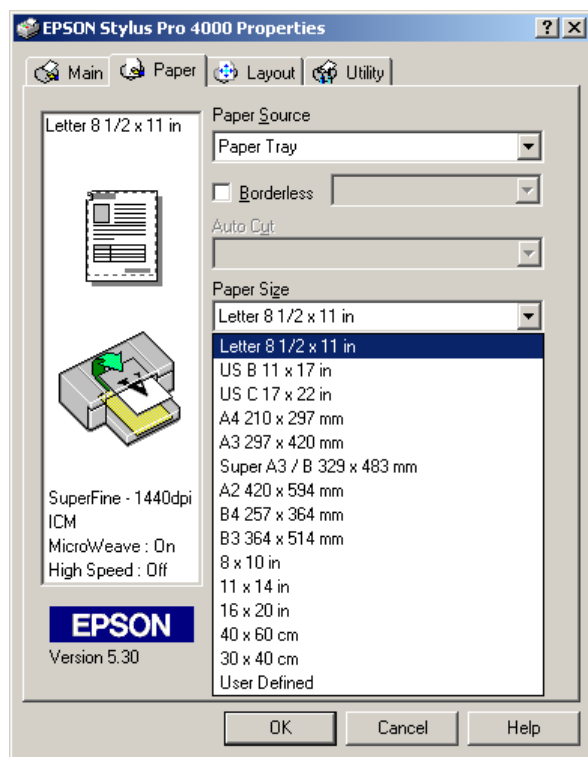 EPSON Stylus Pro 4000 Properties
Main
Paper
Layout
Utility
Letter 8 1/2 x 11 in
SuperFine - 1440dpi
ICM
MicroWeave : On
High Speed : Off
EPSON
Version 5.30
Paper Source
Paper Tray
Borderless
Auto Cut
Paper Size
Letter 8 1/2 x 11 in
Letter 8 1/2 x 11 in
US B 11 x 17 in
US C 17 x 22 in
A4 210 x 297 mm
A3 297 x 420 mm
Super A3 / B 329 x 483 mm
A2 420 x 594 mm
B4 257 x 364 mm
B3 364 x 514 mm
8 x 10 in
11 x 14 in
16 x 20 in
40 x 60 cm
30 x 40 cm
User Defined
OK
Cancel
Help